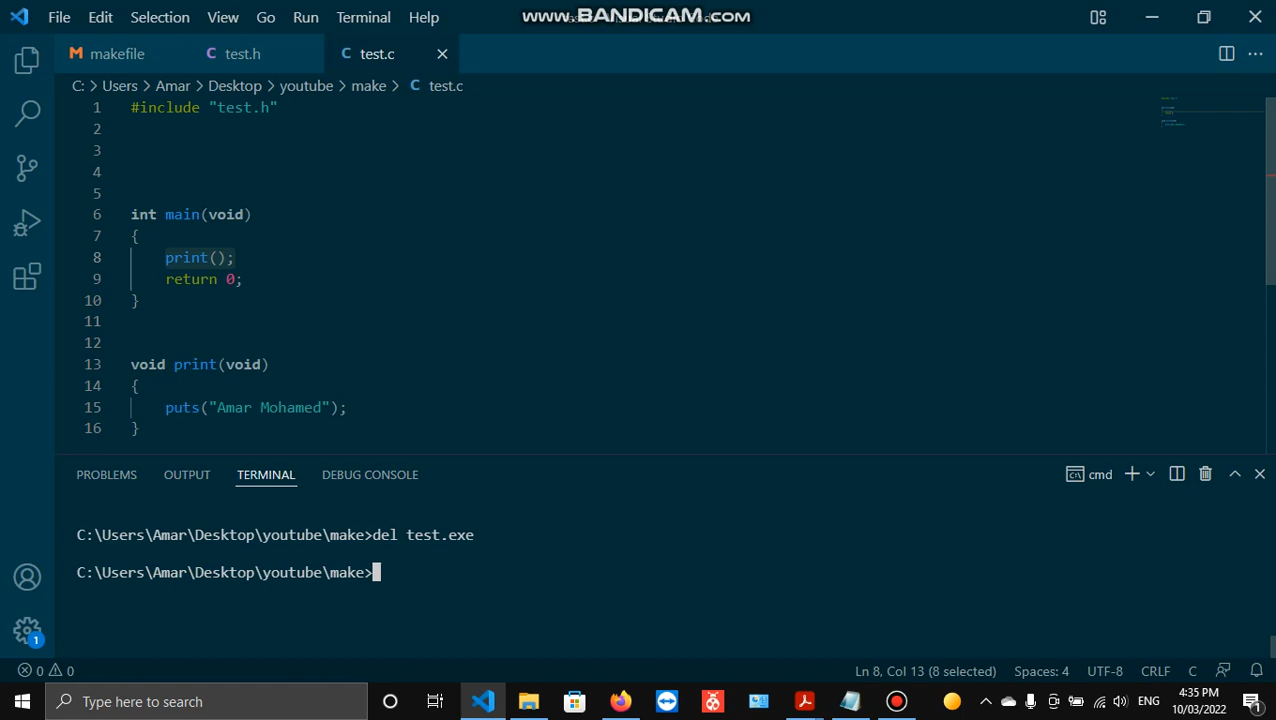 File Edit Selection View Go Run Terminal Help
www.BANDICAM.com
makefile C test.h C test.c
C: > Users > Amar > Desktop > youtube > make > C test.c
1 #include "test.h"
2
3
4
5
6 int main(void)
7 {
8 print();
9 return 0;
10 }
11
12
13 void print(void)
14 {
15 puts("Amar Mohamed");
16 }
PROBLEMS OUTPUT TERMINAL DEBUG CONSOLE cmd
C:\Users\Amar\Desktop\youtube\make>del test.exe
C:\Users\Amar\Desktop\youtube\make>
1
0 0 Ln 8, Col 13 (8 selected) Spaces: 4 UTF-8 CRLF C
Type here to search ENG 4:35 PM
10/03/2022 1